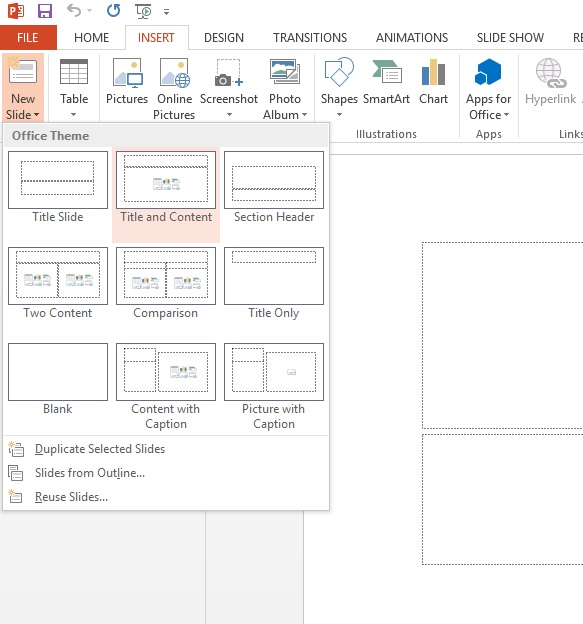 FILE HOME INSERT DESIGN TRANSITIONS ANIMATIONS SLIDE SHOW
New Slide
Table
Pictures
Online Pictures
Screenshot
Photo Album
Shapes
SmartArt
Chart
Apps for Office
Hyperlink
Illustrations
Apps
Links
Office Theme
Title Slide
Title and Content
Section Header
Two Content
Comparison
Title Only
Blank
Content with Caption
Picture with Caption
Duplicate Selected Slides
Slides from Outline...
Reuse Slides...